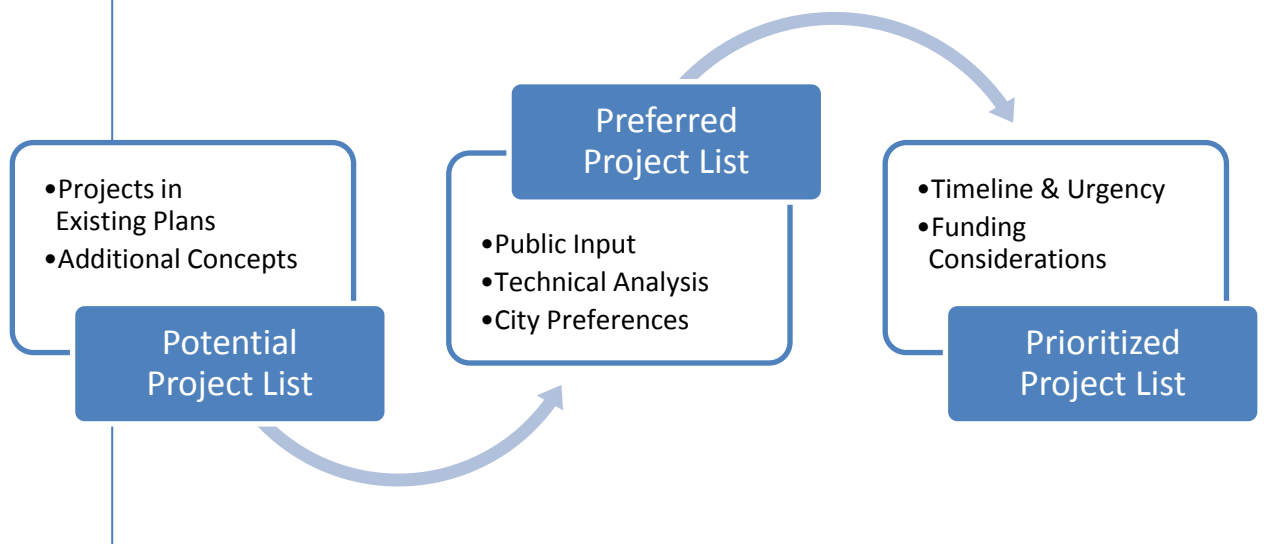 •Projects in
Existing Plans
•Additional Concepts
Potential
Project List
Preferred
Project List
•Public Input
•Technical Analysis
•City Preferences
•Timeline & Urgency
•Funding
Considerations
Prioritized
Project List